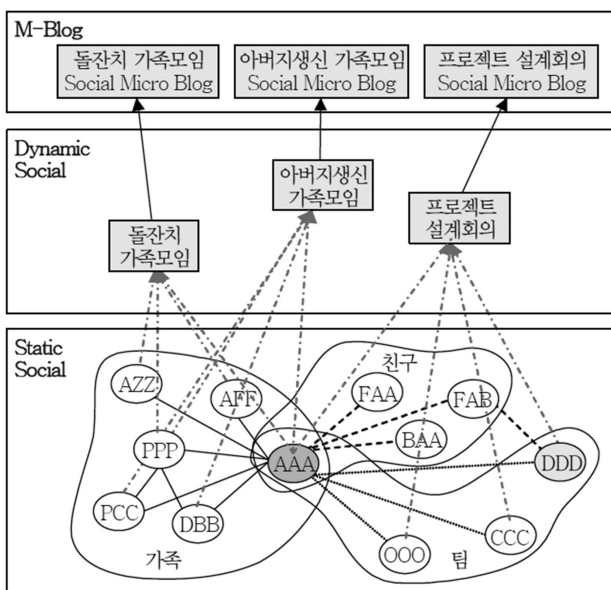 M-Blog
돌잔치 가족모임
Social Micro Blog
아버지생신 가족모임
Social Micro Blog
프로젝트 설계회의
Social Micro Blog
Dynamic
Social
아버지생신
가족모임
프로젝트
설계회의
돌잔치
가족모임
Static
Social
친구
AZZ
AFF
FAA
FAB
BAA
PPP
AAA
DDD
PCC
DBB
CCC
OOO
가족
팀